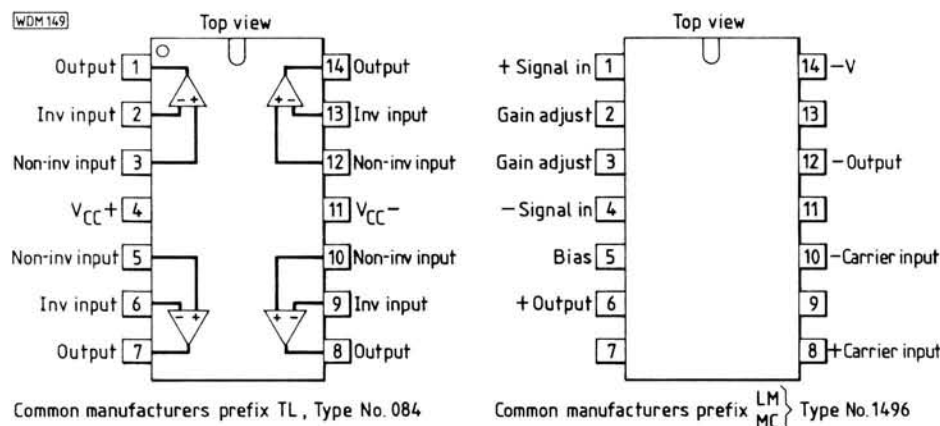 WDM149
Top view
Output 1
14 Output
Inv input 2
13 Inv input
Non-inv input 3
12 Non-inv input
VCC+ 4
11 VCC−
Non-inv input 5
10 Non-inv input
Inv input 6
9 Inv input
Output 7
8 Output
- +
+ -
- +
+ -
Common manufacturers prefix TL, Type No. 084
Top view
+ Signal in 1
14 −V
Gain adjust 2
13
Gain adjust 3
12 −Output
− Signal in 4
11
Bias 5
10 −Carrier input
+ Output 6
9
7
8 +Carrier input
Common manufacturers prefix LM } Type No. 1496
MC